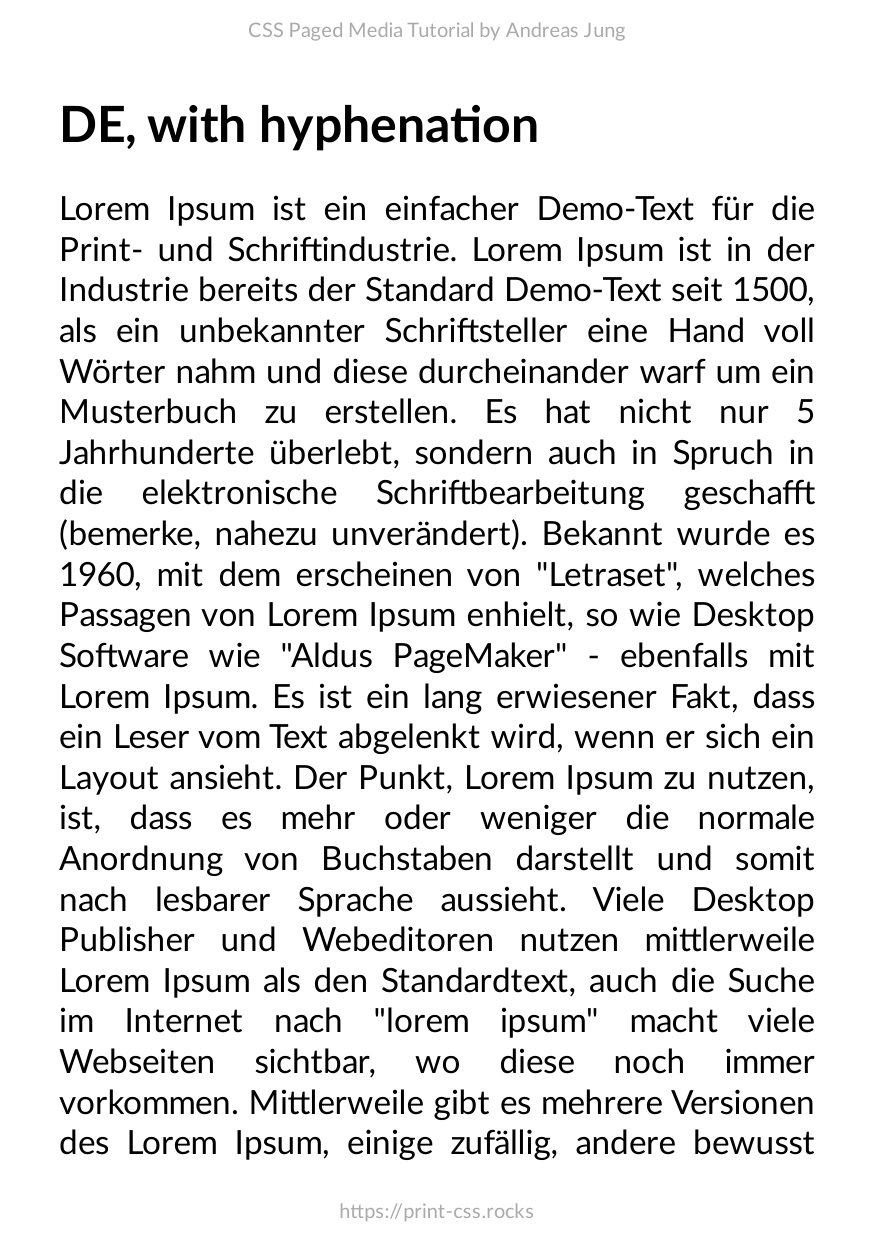 CSS Paged Media Tutorial by Andreas Jung
DE, with hyphenation
Lorem Ipsum ist ein einfacher Demo-Text für die
Print- und Schriftindustrie. Lorem Ipsum ist in der
Industrie bereits der Standard Demo-Text seit 1500,
als ein unbekannter Schriftsteller eine Hand voll
Wörter nahm und diese durcheinander warf um ein
Musterbuch zu erstellen. Es hat nicht nur 5
Jahrhunderte überlebt, sondern auch in Spruch in
die elektronische Schriftbearbeitung geschafft
(bemerke, nahezu unverändert). Bekannt wurde es
1960, mit dem erscheinen von "Letraset", welches
Passagen von Lorem Ipsum enhielt, so wie Desktop
Software wie "Aldus PageMaker" - ebenfalls mit
Lorem Ipsum. Es ist ein lang erwiesener Fakt, dass
ein Leser vom Text abgelenkt wird, wenn er sich ein
Layout ansieht. Der Punkt, Lorem Ipsum zu nutzen,
ist, dass es mehr oder weniger die normale
Anordnung von Buchstaben darstellt und somit
nach lesbarer Sprache aussieht. Viele Desktop
Publisher und Webeditoren nutzen mittlerweile
Lorem Ipsum als den Standardtext, auch die Suche
im Internet nach "lorem ipsum" macht viele
Webseiten sichtbar, wo diese noch immer
vorkommen. Mittlerweile gibt es mehrere Versionen
des Lorem Ipsum, einige zufällig, andere bewusst
https://print-css.rocks